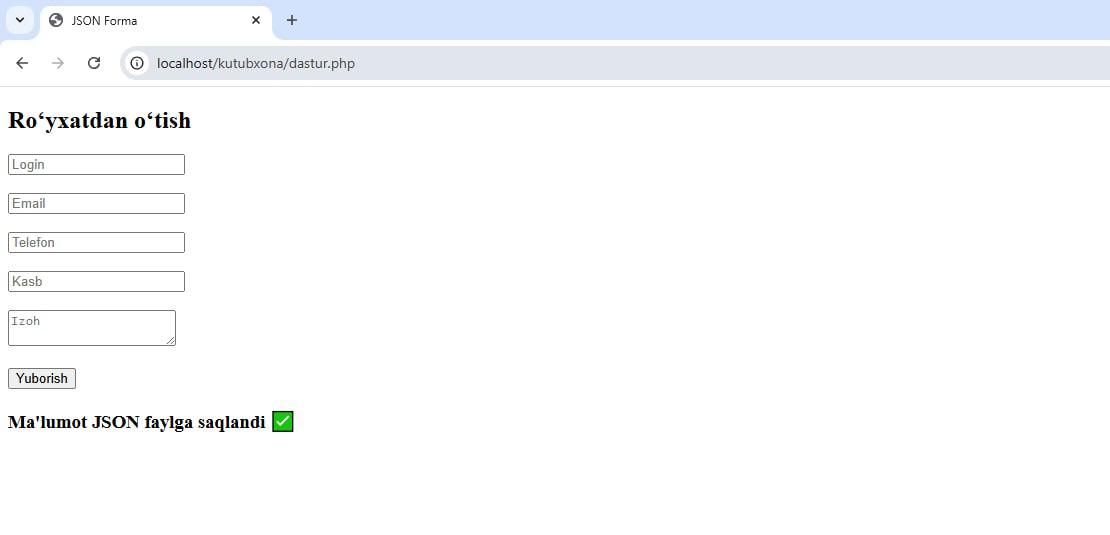 JSON Forma
localhost/kutubxona/dastur.php
Ro‘yxatdan o‘tish
Login
Email
Telefon
Kasb
Izoh
Yuborish
Ma'lumot JSON faylga saqlandi ✅